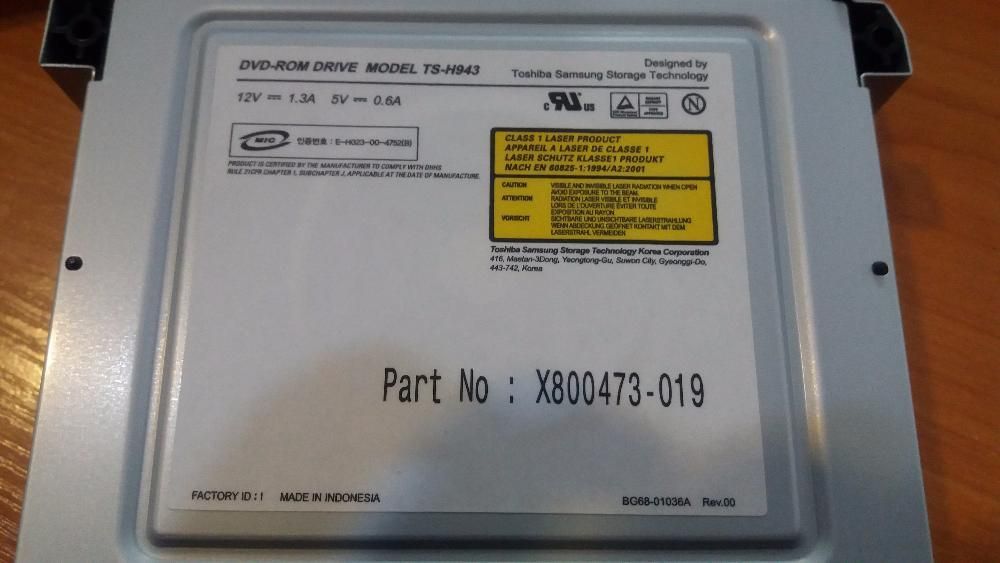 DVD-ROM DRIVE MODEL TS-H943
Designed by
Toshiba Samsung Storage Technology
12V ⎓ 1.3A 5V ⎓ 0.6A
c RU us
N
MIC 인증번호 : E-H023-00-4752(B)
PRODUCT IS CERTIFIED BY THE MANUFACTURER TO COMPLY WITH DHHS
RULE 21CFR CHAPTER 1, SUBCHAPTER J, APPLICABLE AT THE DATE OF MANUFACTURE.
CLASS 1 LASER PRODUCT
APPAREIL A LASER DE CLASSE 1
LASER SCHUTZ KLASSE1 PRODUKT
NACH EN 60825-1:1994/A2:2001
CAUTION VISIBLE AND INVISIBLE LASER RADIATION WHEN OPEN
AVOID EXPOSURE TO THE BEAM.
ATTENTION RADIATION LASER VISIBLE ET INVISIBLE
LORS DE L'OUVERTURE EVITER TOUTE
EXPOSITION AU RAYON
VORSICHT SICHTBARE UND UNSICHTBARE LASERSTRAHLUNG
WENN ABDECKUNG GEÖFNET KONTAKT MIT DEM
LASERSTRAHL VERMEIDEN
Toshiba Samsung Storage Technology Korea Corporation
416, Maetan-3Dong, Yeongtong-Gu, Suwon City, Gyeonggi-Do,
443-742, Korea
Part No : X800473-019
FACTORY ID : I MADE IN INDONESIA
BG68-01036A Rev.00